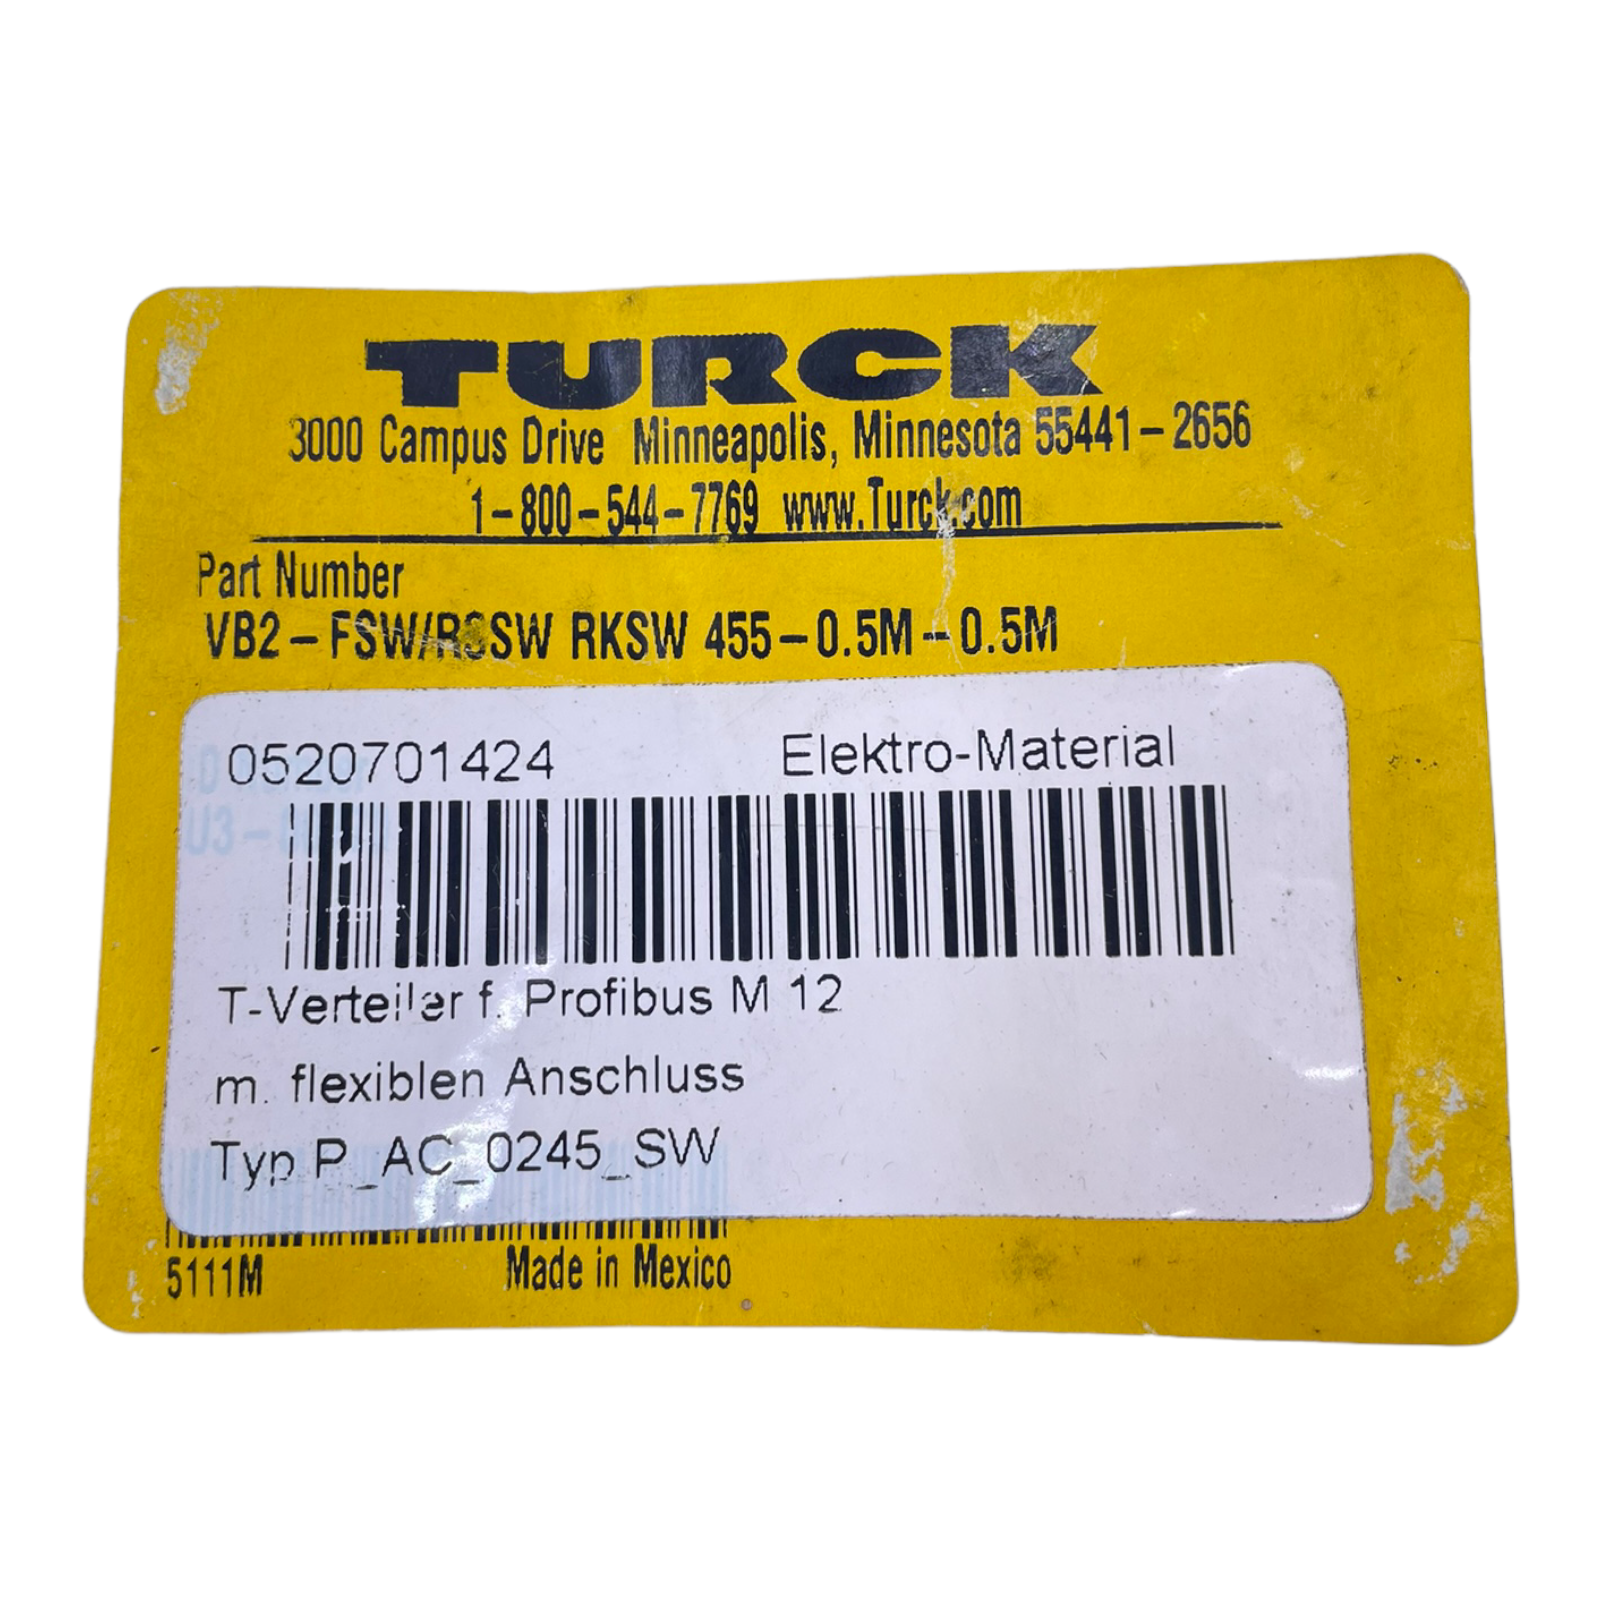 TURCK
3000 Campus Drive Minneapolis, Minnesota 55441-2656
1-800-544-7769 www.Turck.com
Part Number
VB2-FSW/RSSW RKSW 455-0.5M-0.5M
0520701424 Elektro-Material
T-Verteiler f. Profibus M 12
m. flexiblen Anschluss
Typ P_AC_0245_SW
5111M Made in Mexico